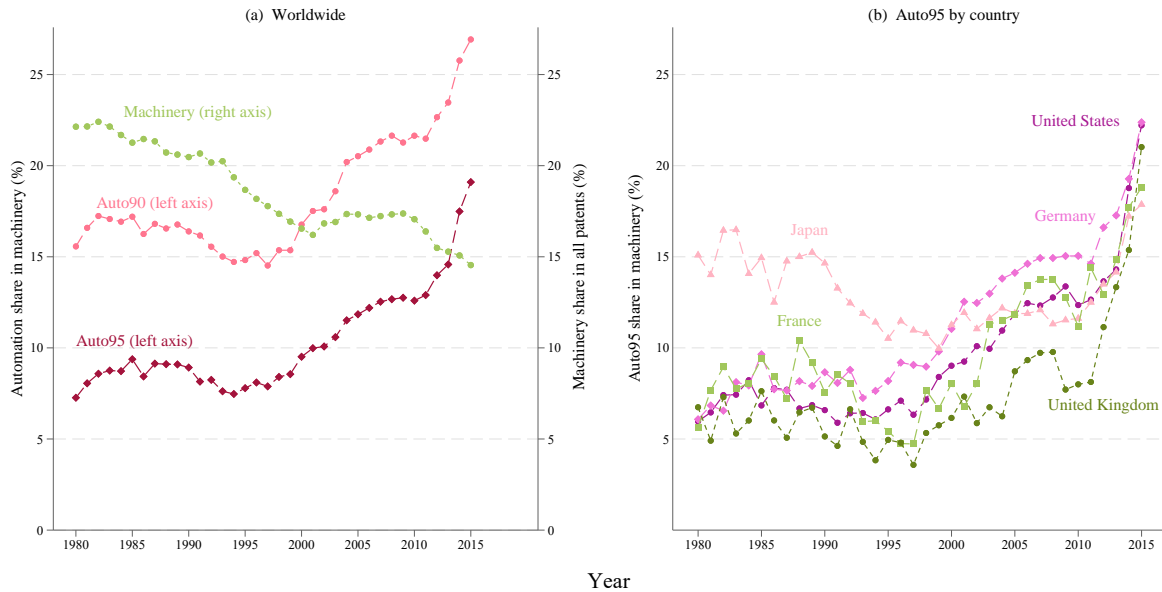 (a) Worldwide
(b) Auto95 by country
Automation share in machinery (%)
0
5
10
15
20
25
Machinery (right axis)
Auto90 (left axis)
Auto95 (left axis)
1980
1985
1990
1995
2000
2005
2010
2015
0
5
10
15
20
25
Machinery share in all patents (%)
Auto95 share in machinery (%)
0
5
10
15
20
25
United States
Germany
Japan
France
United Kingdom
1980
1985
1990
1995
2000
2005
2010
2015
Year